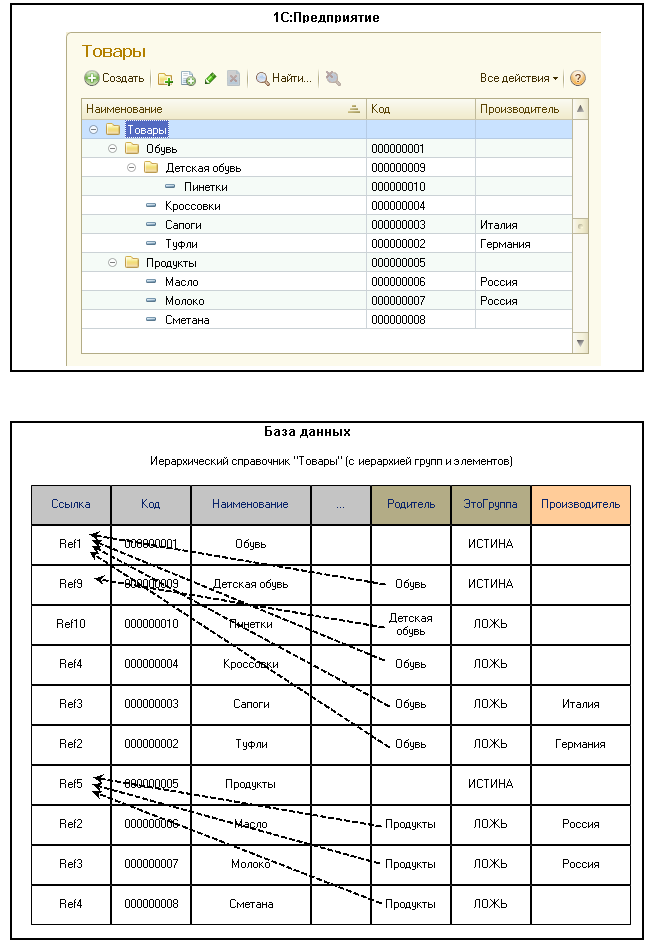 1С:Предприятие
Товары
Создать Найти... Все действия ?
Наименование Код Производитель
Товары
Обувь 000000001
Детская обувь 000000009
Пинетки 000000010
Кроссовки 000000004
Сапоги 000000003 Италия
Туфли 000000002 Германия
Продукты 000000005
Масло 000000006 Россия
Молоко 000000007 Россия
Сметана 000000008
База данных
Иерархический справочник "Товары" (с иерархией групп и элементов)
Ссылка Код Наименование ... Родитель ЭтоГруппа Производитель
Ref1 000000001 Обувь ИСТИНА
Ref9 000000009 Детская обувь Обувь ИСТИНА
Ref10 000000010 Пинетки Детская обувь ЛОЖЬ
Ref4 000000004 Кроссовки Обувь ЛОЖЬ
Ref3 000000003 Сапоги Обувь ЛОЖЬ Италия
Ref2 000000002 Туфли Обувь ЛОЖЬ Германия
Ref5 000000005 Продукты ИСТИНА
Ref2 000000006 Масло Продукты ЛОЖЬ Россия
Ref3 000000007 Молоко Продукты ЛОЖЬ Россия
Ref4 000000008 Сметана Продукты ЛОЖЬ